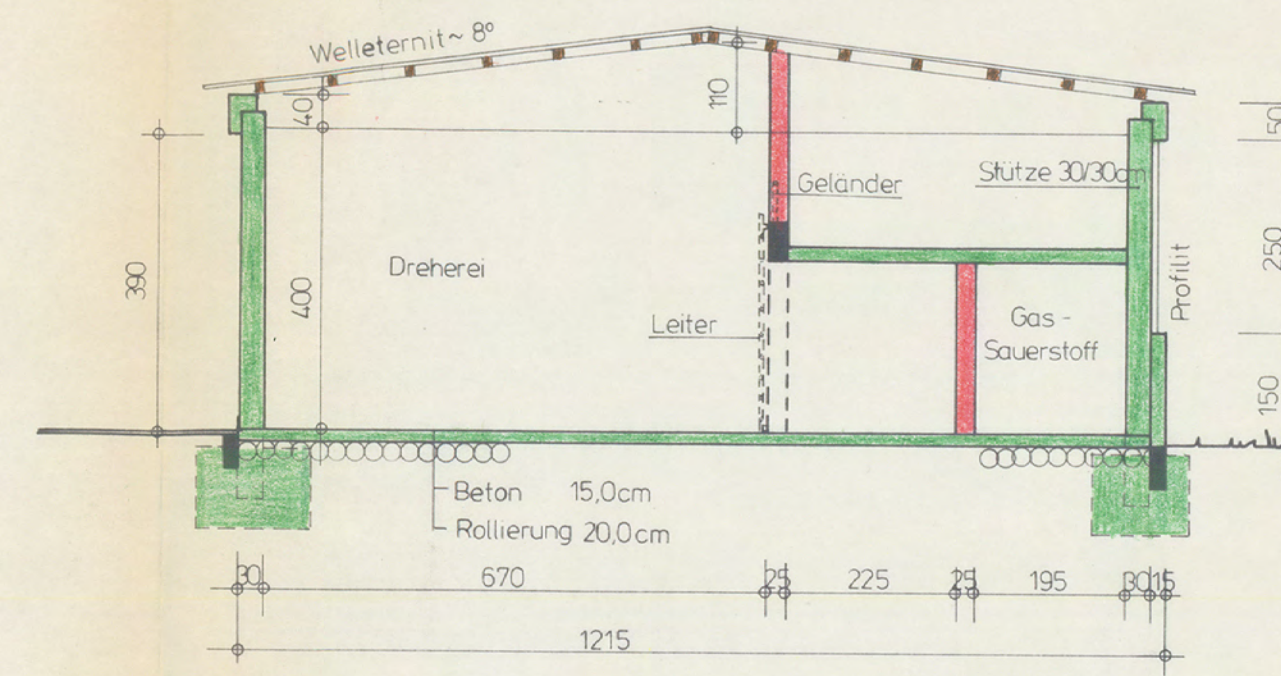 Welleternit ~ 8°
40
110
50
Geländer
Stütze 30/30cm
390
400
Dreherei
250
Profilit
Leiter
Gas -
Sauerstoff
150
Beton 15,0cm
Rollierung 20,0cm
30 670 25 225 25 195 30 15
1215